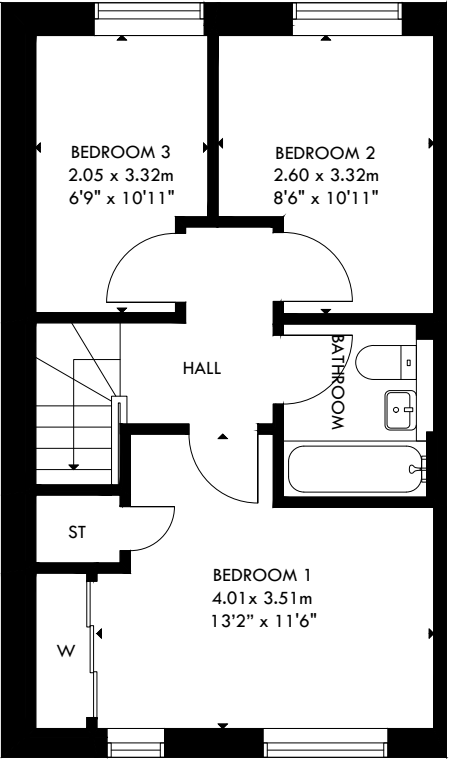 BEDROOM 3
2.05 x 3.32m
6'9" x 10'11"
BEDROOM 2
2.60 x 3.32m
8'6" x 10'11"
HALL
BATHROOM
ST
BEDROOM 1
4.01x 3.51m
13'2” x 11'6"
W